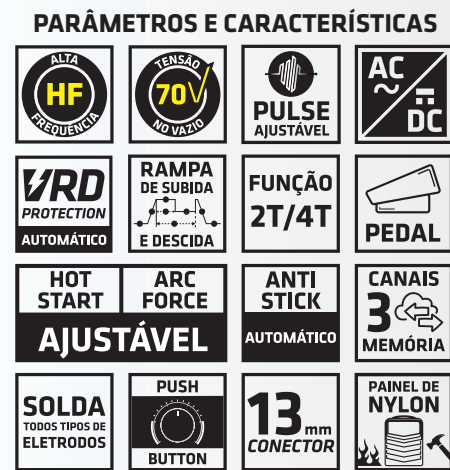 PARÂMETROS E CARACTERÍSTICAS
ALTA
HF
FREQUÊNCIA
TENSÃO
70V
NO VAZIO
PULSE
AJUSTÁVEL
AC
DC
VRD
PROTECTION
AUTOMÁTICO
RAMPA
DE SUBIDA
E DESCIDA
FUNÇÃO
2T/4T
PEDAL
HOT
START
ARC
FORCE
AJUSTÁVEL
ANTI
STICK
AUTOMÁTICO
CANAIS
3
MEMÓRIA
SOLDA
TODOS TIPOS DE
ELETRODOS
PUSH
BUTTON
13 mm
CONECTOR
PAINEL DE
NYLON